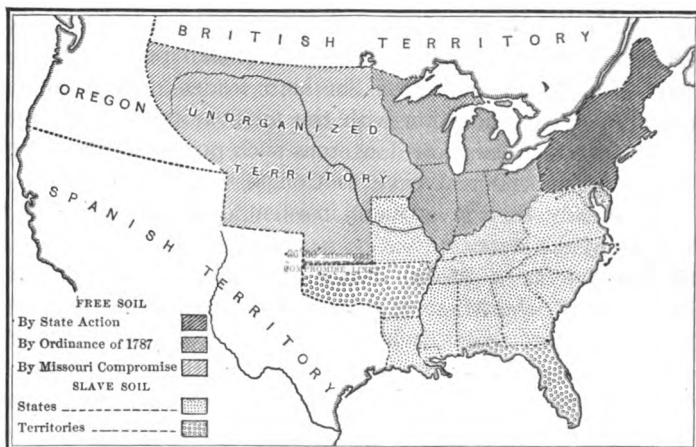 BRITISH TERRITORY
OREGON
UNORGANIZED
TERRITORY
SPANISH TERRITORY
FREE SOIL
By State Action
By Ordinance of 1787
By Missouri Compromise
SLAVE SOIL
States
Territories